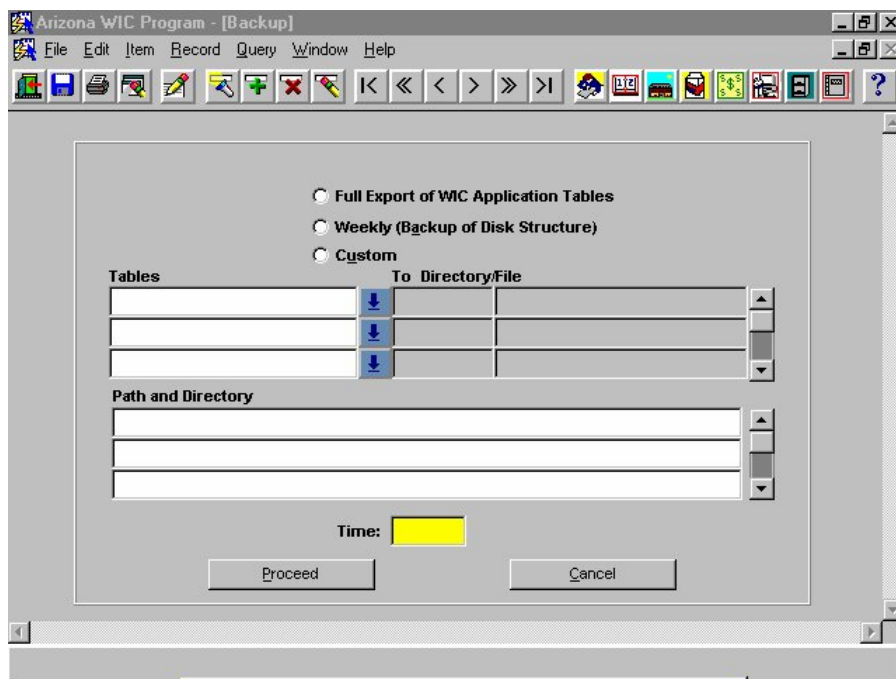 Arizona WIC Program - [Backup]
File Edit Item Record Query Window Help
Full Export of WIC Application Tables
Weekly (Backup of Disk Structure)
Custom
Tables To Directory/File
Path and Directory
Time:
Proceed Cancel